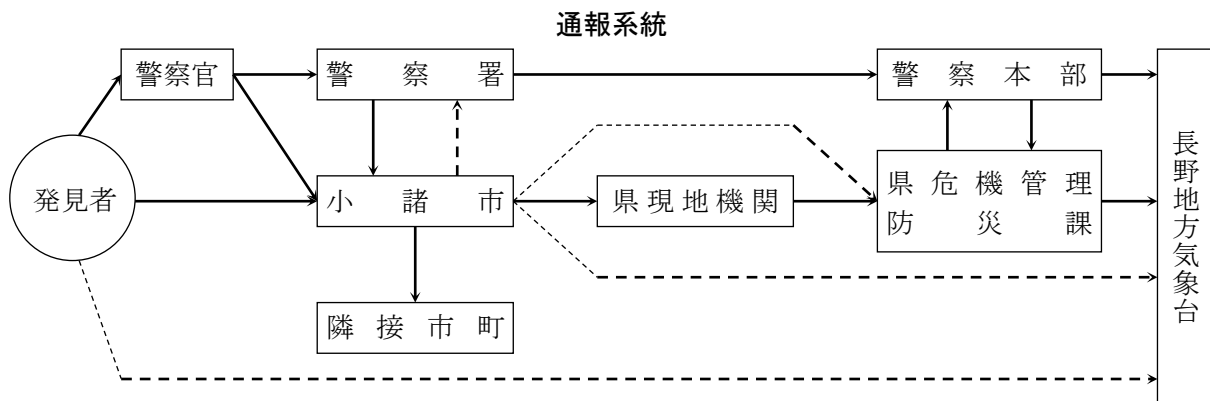 通報系統
警察官
警察署
警察本部
発見者
小諸市
県現地機関
県危機管理
防災課
隣接市町
長野地方気象台